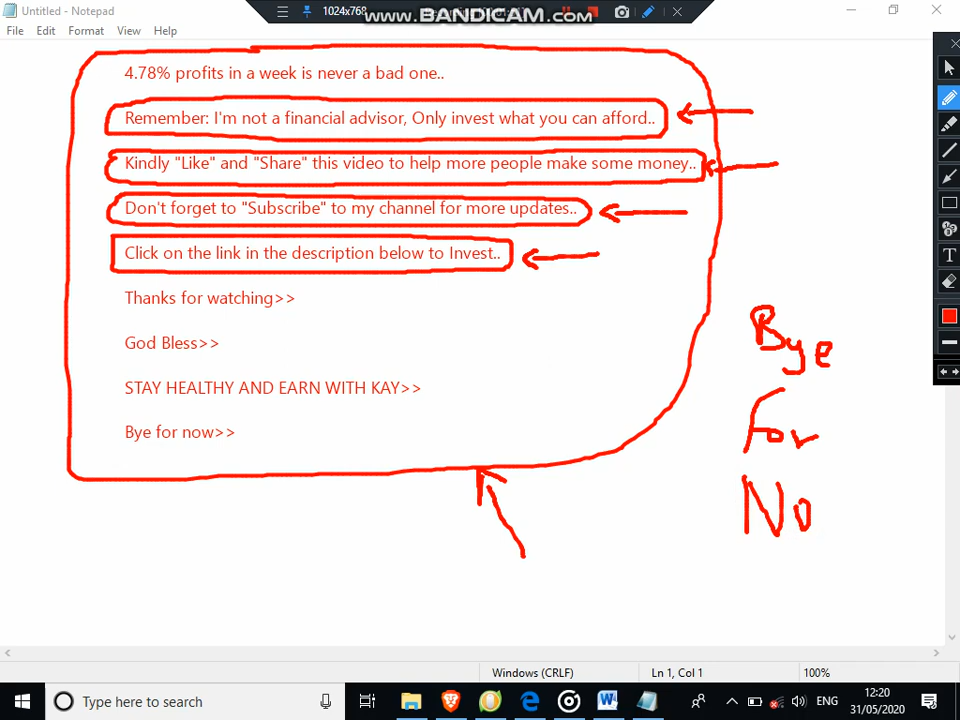 Untitled - Notepad
1024x768
www.BANDICAM.com
File Edit Format View Help
4.78% profits in a week is never a bad one..
Remember: I'm not a financial advisor, Only invest what you can afford..
Kindly "Like" and "Share" this video to help more people make some money..
Don't forget to "Subscribe" to my channel for more updates..
Click on the link in the description below to Invest..
Thanks for watching>>
God Bless>>
STAY HEALTHY AND EARN WITH KAY>>
Bye for now>>
Bye
For
No
Windows (CRLF) Ln 1, Col 1 100%
Type here to search
ENG
12:20
31/05/2020